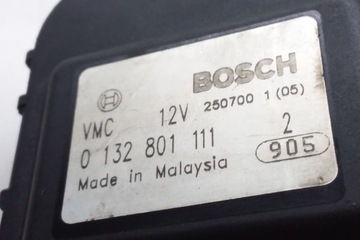 BOSCH
VMC 12V 250700 1 (05)
0 132 801 111 2
Made in Malaysia 905